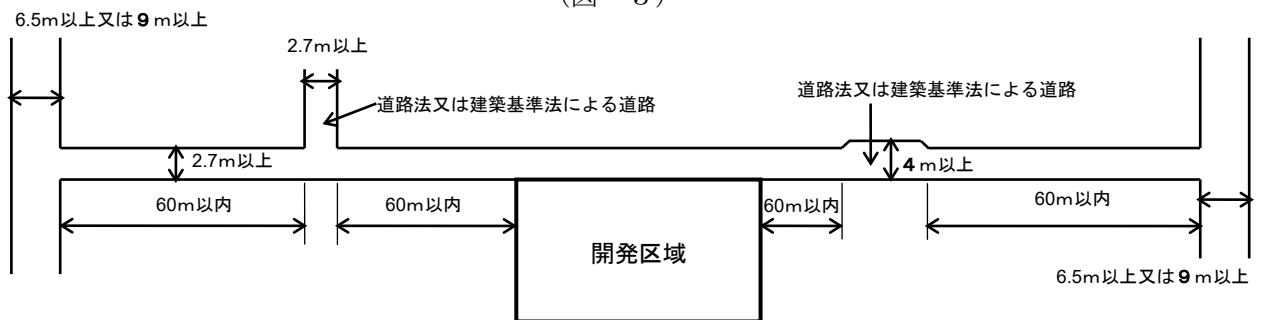 (図－3)
6.5m以上又は9m以上
2.7m以上
道路法又は建築基準法による道路
道路法又は建築基準法による道路
2.7m以上
4m以上
60m以内
60m以内
60m以内
60m以内
開発区域
6.5m以上又は9m以上